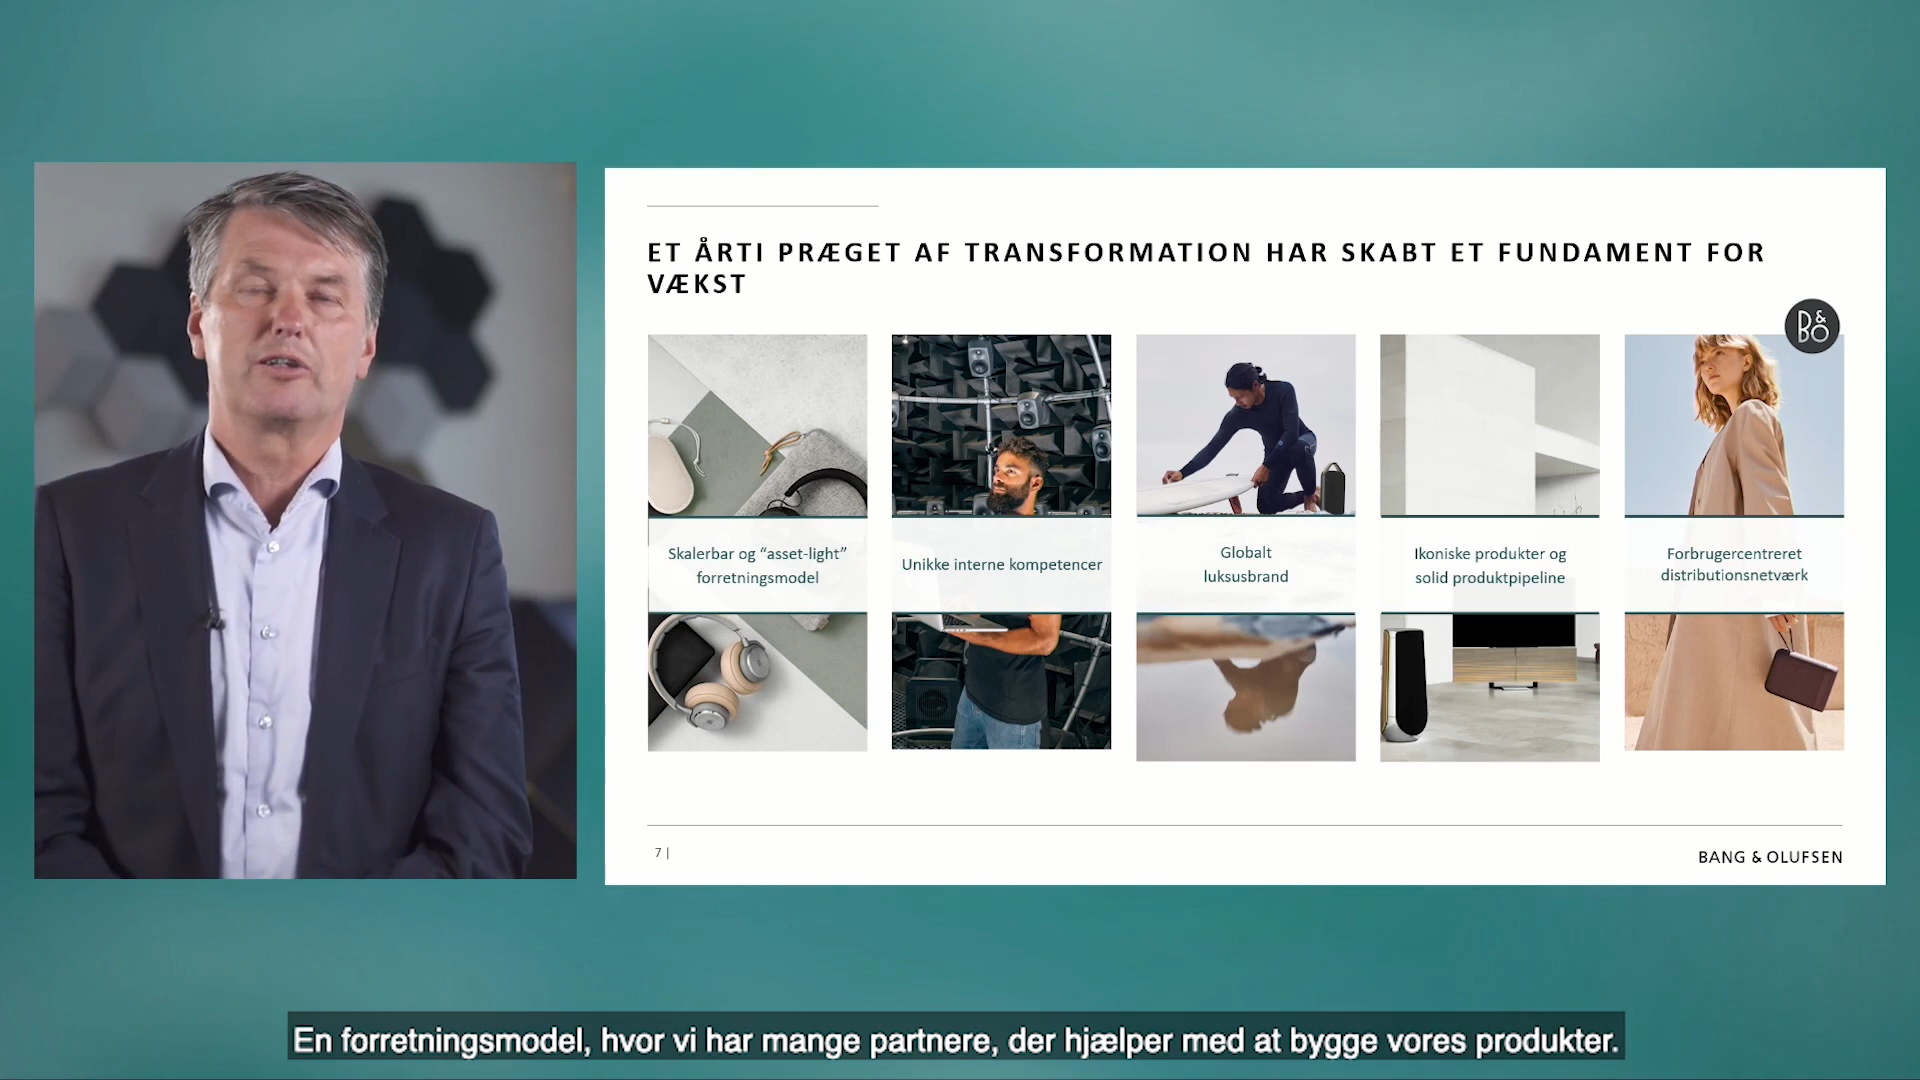 ET ÅRTI PRÆGET AF TRANSFORMATION HAR SKABT ET FUNDAMENT FOR
VÆKST
B&O
Skalerbar og “asset-light”
forretningsmodel
Unikke interne kompetencer
Globalt
luksusbrand
Ikoniske produkter og
solid produktpipeline
Forbrugercentreret
distributionsnetværk
7 |
BANG & OLUFSEN
En forretningsmodel, hvor vi har mange partnere, der hjælper med at bygge vores produkter.